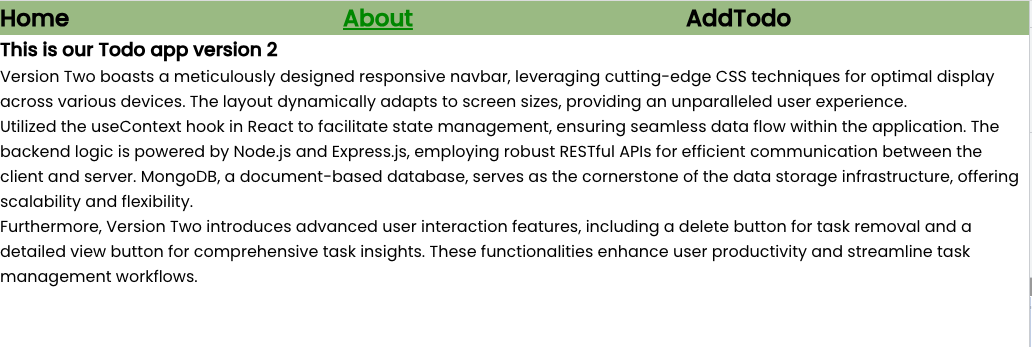 Home About AddTodo
This is our Todo app version 2
Version Two boasts a meticulously designed responsive navbar, leveraging cutting-edge CSS techniques for optimal display
across various devices. The layout dynamically adapts to screen sizes, providing an unparalleled user experience.
Utilized the useContext hook in React to facilitate state management, ensuring seamless data flow within the application. The
backend logic is powered by Node.js and Express.js, employing robust RESTful APIs for efficient communication between the
client and server. MongoDB, a document-based database, serves as the cornerstone of the data storage infrastructure, offering
scalability and flexibility.
Furthermore, Version Two introduces advanced user interaction features, including a delete button for task removal and a
detailed view button for comprehensive task insights. These functionalities enhance user productivity and streamline task
management workflows.